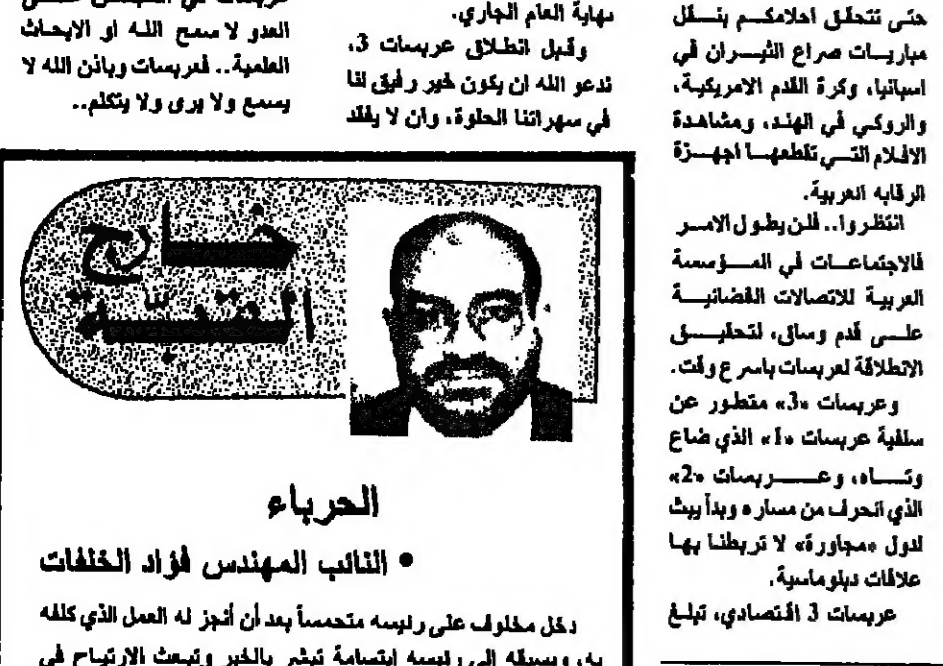 حتى تتحقق احلامكم بنقل
مباريات صراع الثيران في
اسبانيا، وكرة القدم الامريكية،
والروكي في الهند، ومشاهدة
الافلام التي تقطعها اجهزة
الرقابه العربية.
انتظروا.. فلن يطول الامر
فالاجتماعات في المؤسسة
العربية للاتصالات الفضائية
على قدم وساق، لتحقيق
الانطلاقة لعربسات باسرع وقت.
وعربسات «3» متطور عن
سلفية عربسات «1» الذي ضاع
وتاه، وعربسات «2»
الذي انحرف من مساره وبدأ يبث
لدول «مجاورة» لا تربطنا بها
علاقات دبلوماسية.
عربسات 3 اقتصادي، تبلغ
نهاية العام الجاري.
وقبل انطلاق عربسات 3،
ندعو الله ان يكون خير رفيق لنا
في سهراتنا الحلوة، وان لا يفقد
العدو لا سمح الله او الابحاث
العلمية.. فعربسات وباذن الله لا
يسمع ولا يرى ولا يتكلم..
خارج
القبّة
الحرباء
• النائب المهندس فؤاد الخلفات
دخل مخلوف على رئيسه متحمساً بعد أن أنجز له العمل الذي كلفه
به، ويسبقه إلى رئيسه ابتسامة تبشر بالخير وتبعث الارتياح في